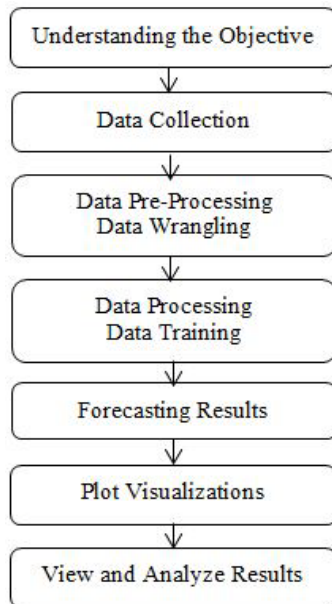 Understanding the Objective
Data Collection
Data Pre-Processing
Data Wrangling
Data Processing
Data Training
Forecasting Results
Plot Visualizations
View and Analyze Results